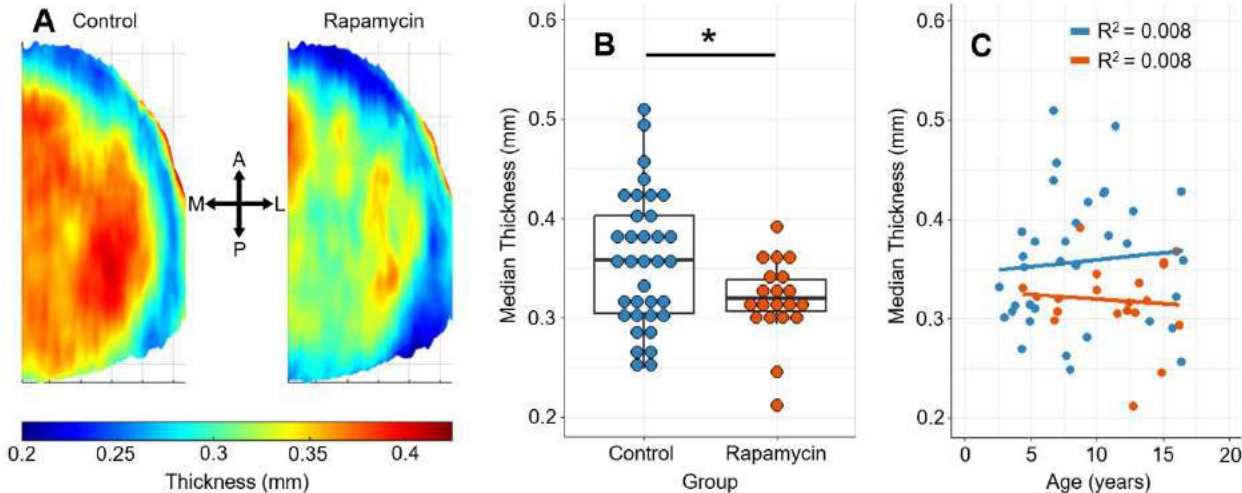 A
Control
Rapamycin
A
M
L
P
0.2
0.25
0.3
0.35
0.4
Thickness (mm)
B
*
0.6
0.5
0.4
0.3
0.2
Median Thickness (mm)
Control
Rapamycin
Group
C
R² = 0.008
R² = 0.008
0.6
0.5
0.4
0.3
0.2
Median Thickness (mm)
0
5
10
15
20
Age (years)